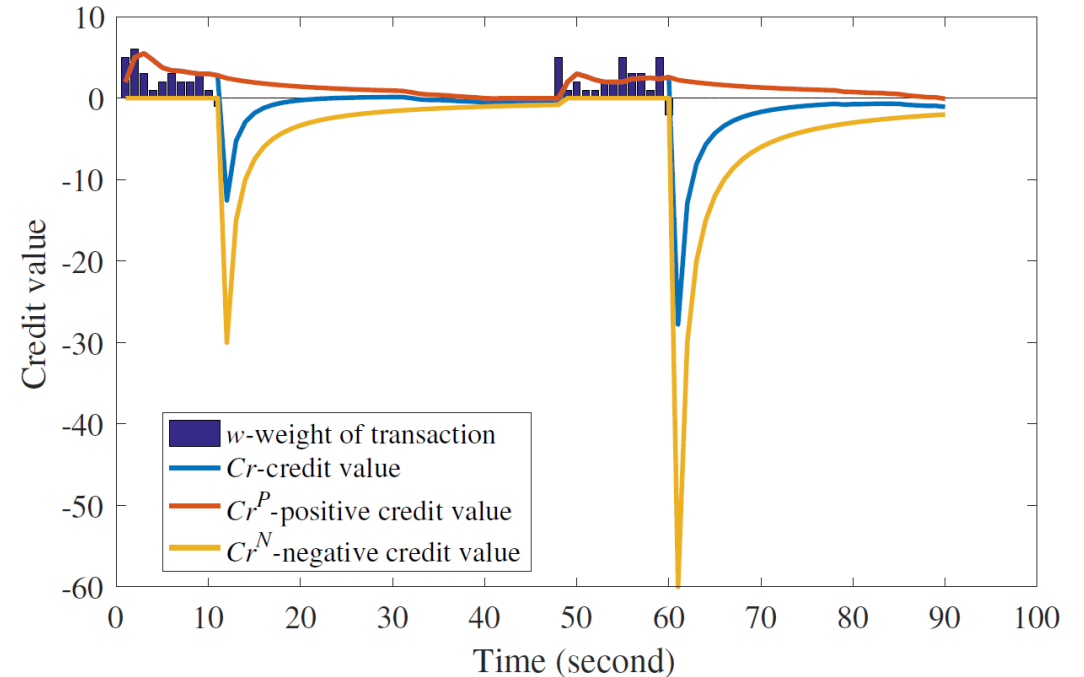 10
0
-10
-20
-30
-40
-50
-60
Credit value
w-weight of transaction
Cr-credit value
Cr^P-positive credit value
Cr^N-negative credit value
0 10 20 30 40 50 60 70 80 90 100
Time (second)